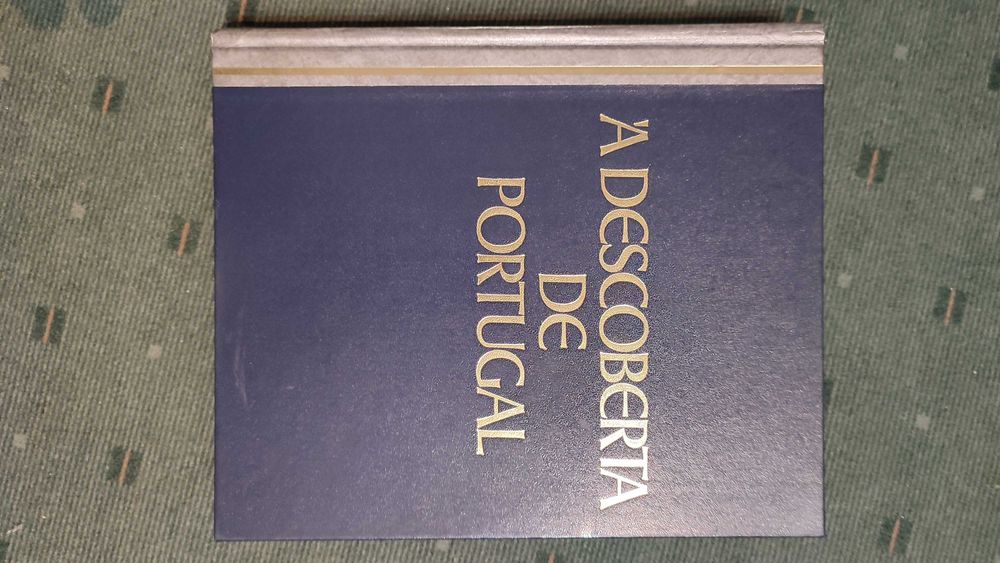 À DESCOBERTA
DE
PORTUGAL